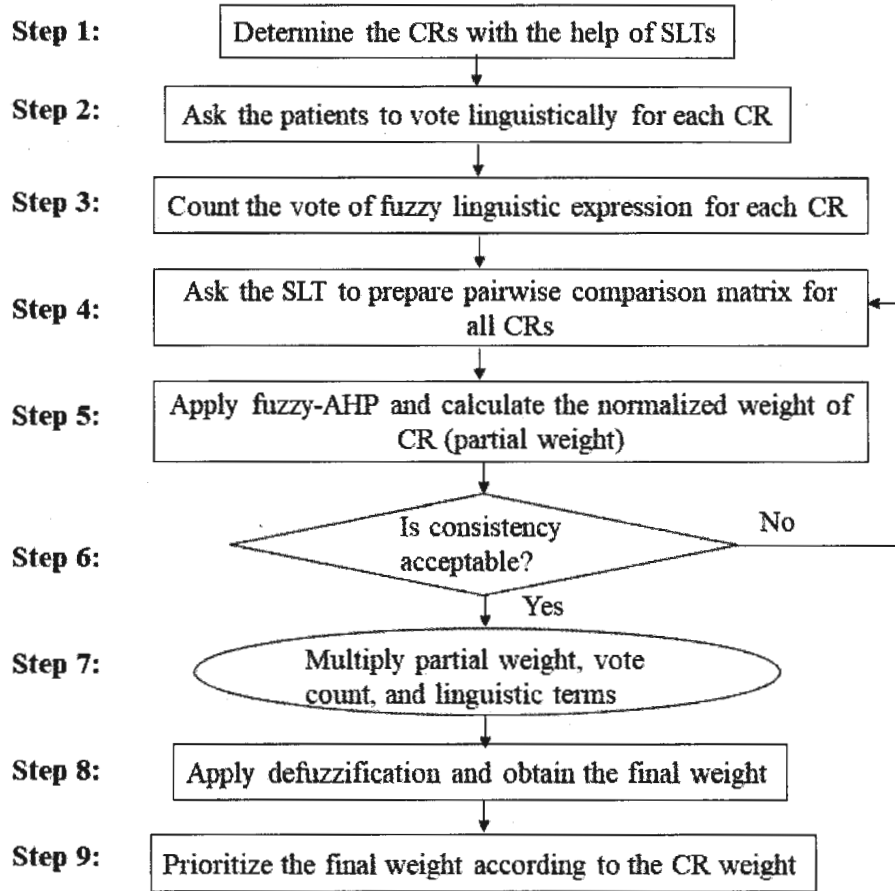 Step 1:
Determine the CRs with the help of SLTs
Step 2:
Ask the patients to vote linguistically for each CR
Step 3:
Count the vote of fuzzy linguistic expression for each CR
Step 4:
Ask the SLT to prepare pairwise comparison matrix for
all CRs
Step 5:
Apply fuzzy-AHP and calculate the normalized weight of
CR (partial weight)
Step 6:
Is consistency
acceptable?
No
Yes
Step 7:
Multiply partial weight, vote
count, and linguistic terms
Step 8:
Apply defuzzification and obtain the final weight
Step 9:
Prioritize the final weight according to the CR weight